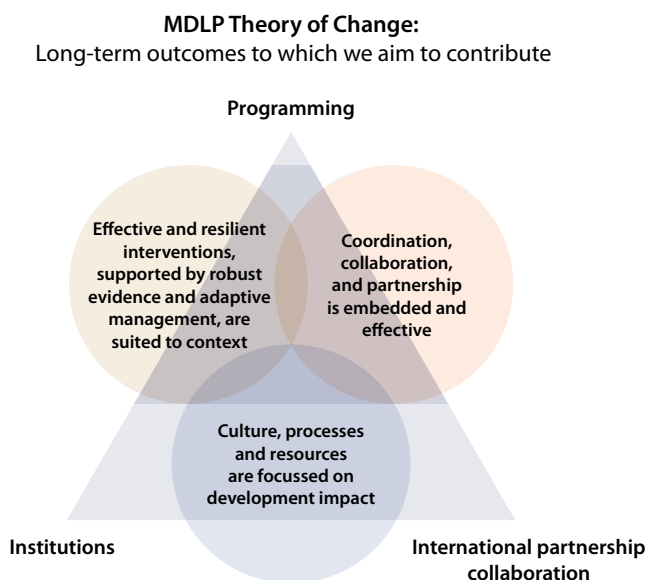 MDLP Theory of Change:
Long-term outcomes to which we aim to contribute
Programming
Effective and resilient
interventions,
supported by robust
evidence and adaptive
management, are
suited to context
Coordination,
collaboration,
and partnership
is embedded and
effective
Culture, processes
and resources
are focussed on
development impact
Institutions
International partnership
collaboration